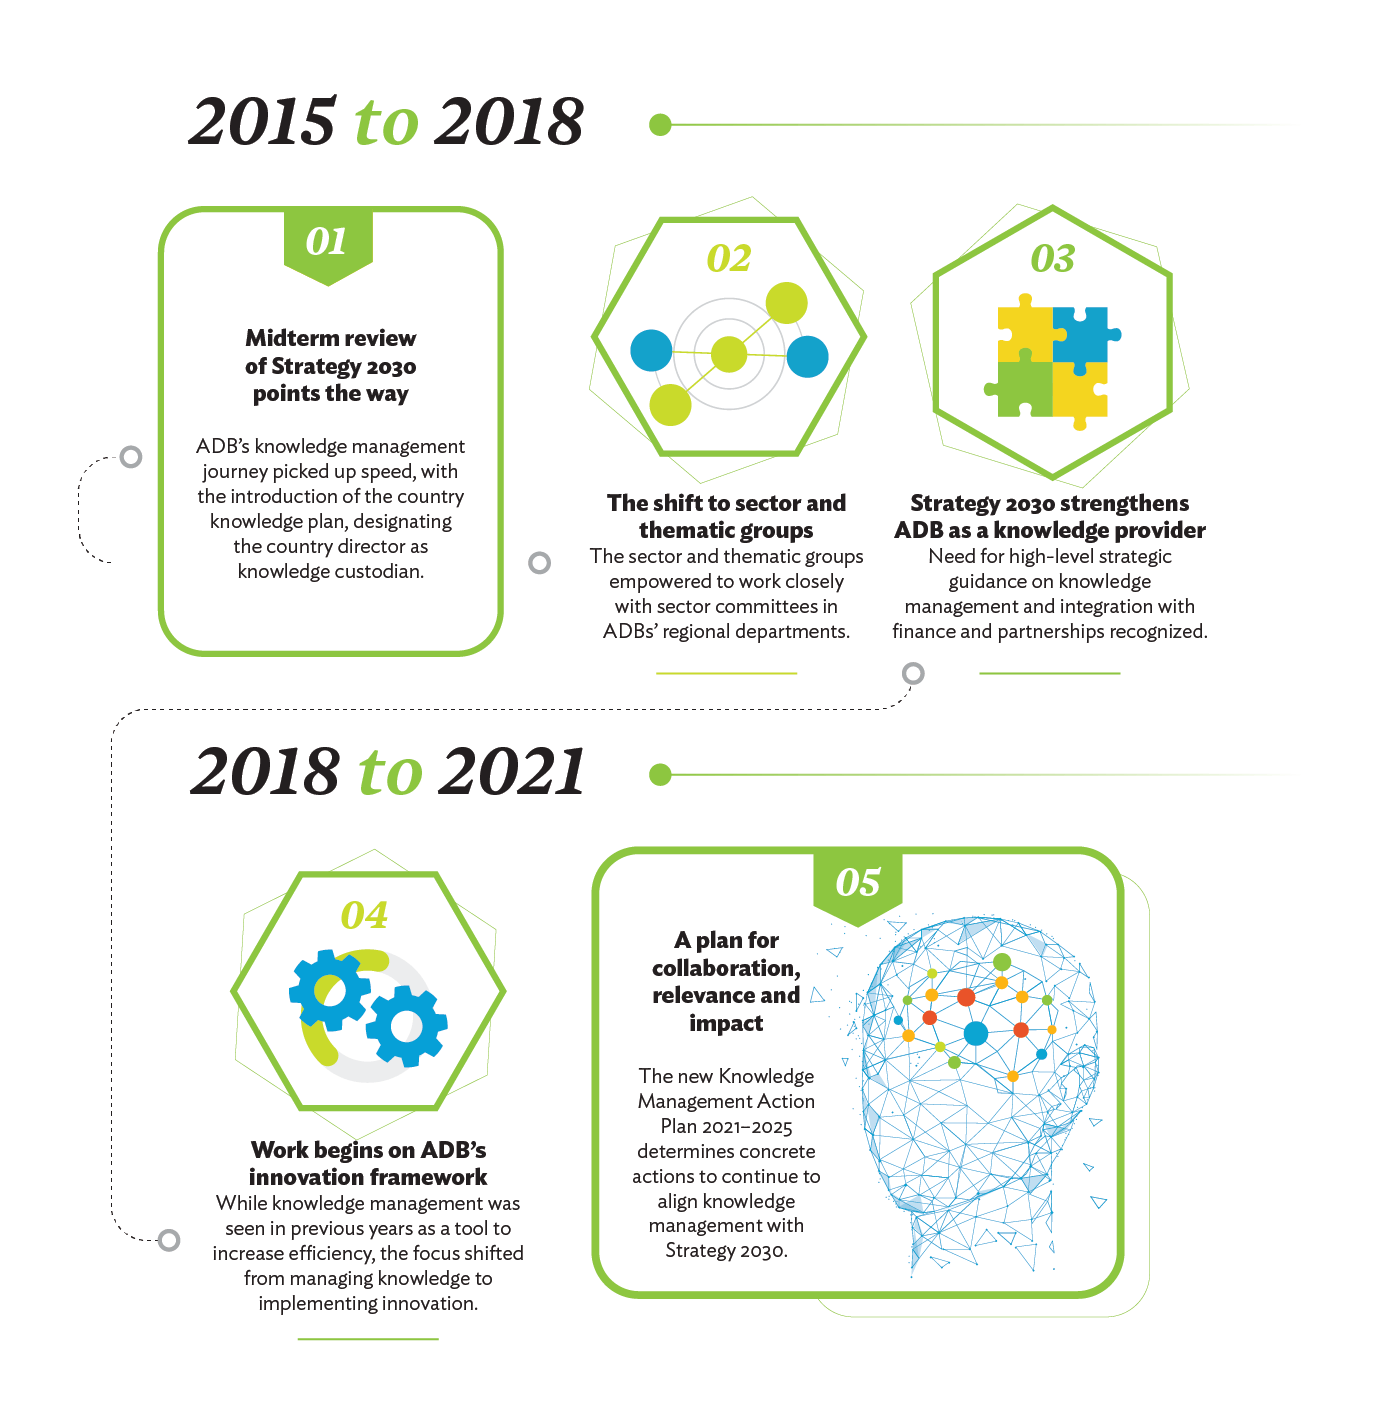 2015 to 2018
01
Midterm review
of Strategy 2030
points the way
ADB’s knowledge management
journey picked up speed, with
the introduction of the country
knowledge plan, designating
the country director as
knowledge custodian.
02
The shift to sector and
thematic groups
The sector and thematic groups
empowered to work closely
with sector committees in
ADBs’ regional departments.
03
Strategy 2030 strengthens
ADB as a knowledge provider
Need for high-level strategic
guidance on knowledge
management and integration with
finance and partnerships recognized.
2018 to 2021
04
Work begins on ADB’s
innovation framework
While knowledge management was
seen in previous years as a tool to
increase efficiency, the focus shifted
from managing knowledge to
implementing innovation.
05
A plan for
collaboration,
relevance and
impact
The new Knowledge
Management Action
Plan 2021–2025
determines concrete
actions to continue to
align knowledge
management with
Strategy 2030.